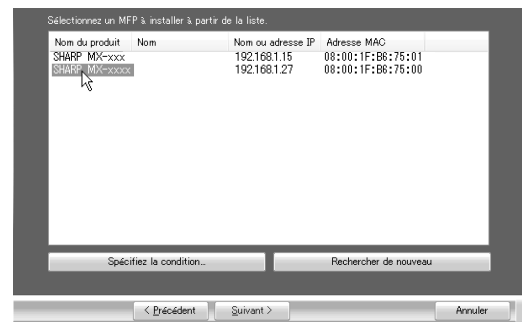 Sélectionnez un MFP à installer à partir de la liste.
Nom du produit Nom Nom ou adresse IP Adresse MAC
SHARP MX-xxx 192.168.1.15 08:00:1F:B6:75:01
SHARP MX-xxxx 192.168.1.27 08:00:1F:B6:75:00
Spécifiez la condition... Rechercher de nouveau
< Précédent Suivant > Annuler